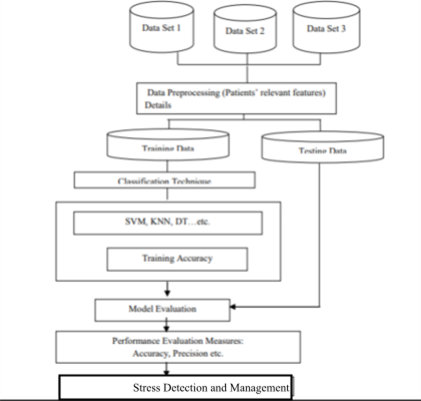 Data Set 1
Data Set 2
Data Set 3
Data Preprocessing (Patients' relevant features)
Details
Training Data
Testing Data
Classification Technique
SVM, KNN, DT...etc.
Training Accuracy
Model Evaluation
Performance Evaluation Measures:
Accuracy, Precision etc.
Stress Detection and Management